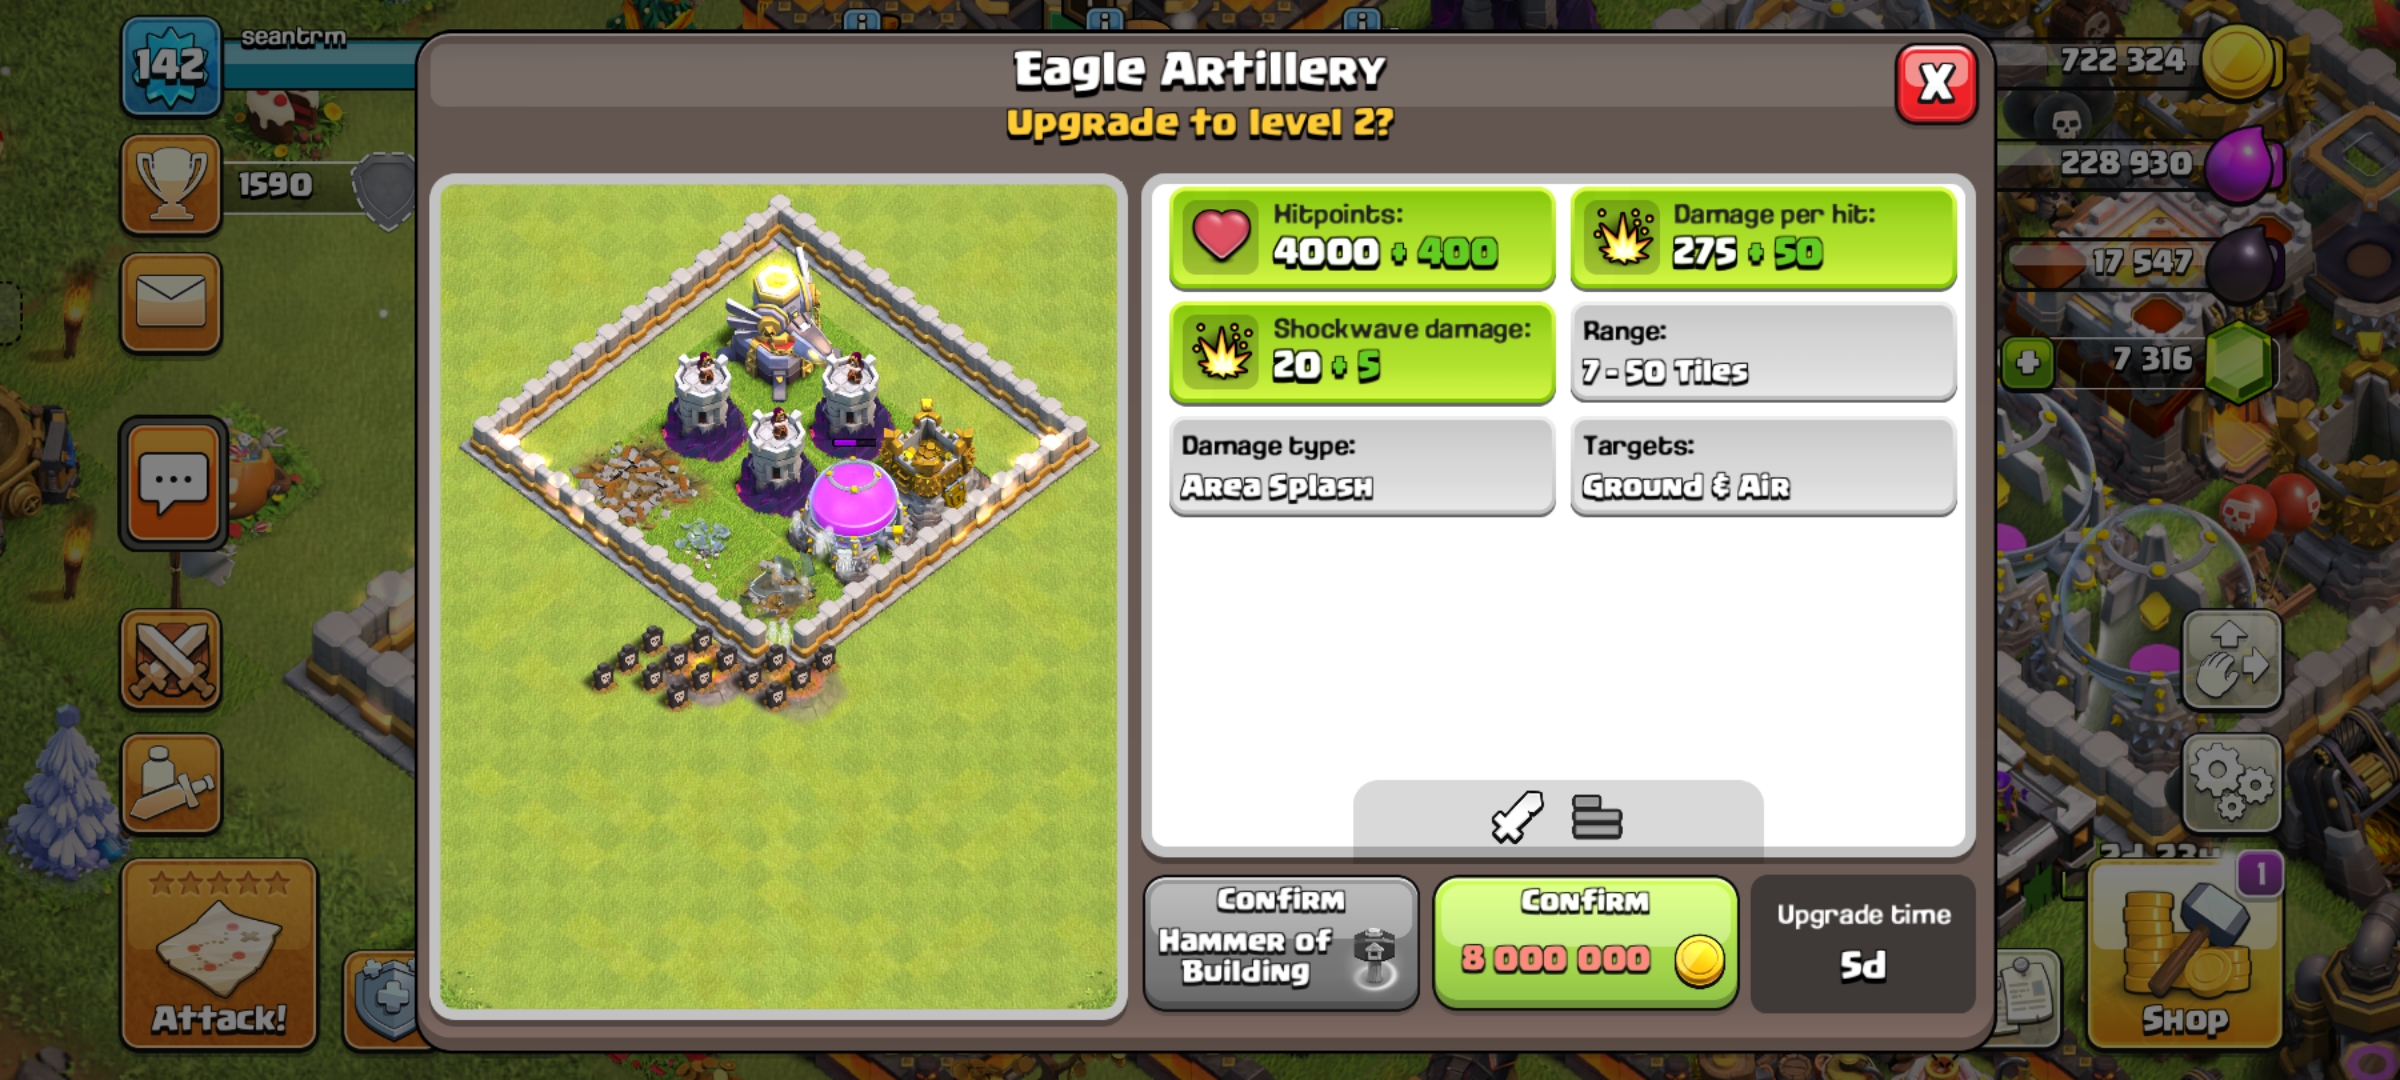 142
seantrm
1590
Attack!
Eagle Artillery
Upgrade to level 2?
X
Hitpoints:
4000 + 400
Damage per hit:
275 + 50
Shockwave damage:
20 + 5
Range:
7 - 50 Tiles
Damage type:
Area Splash
Targets:
Ground & Air
Confirm
Hammer of
Building
Confirm
8 000 000
Upgrade time
5d
722 324
228 930
17 547
7 316
1
Shop